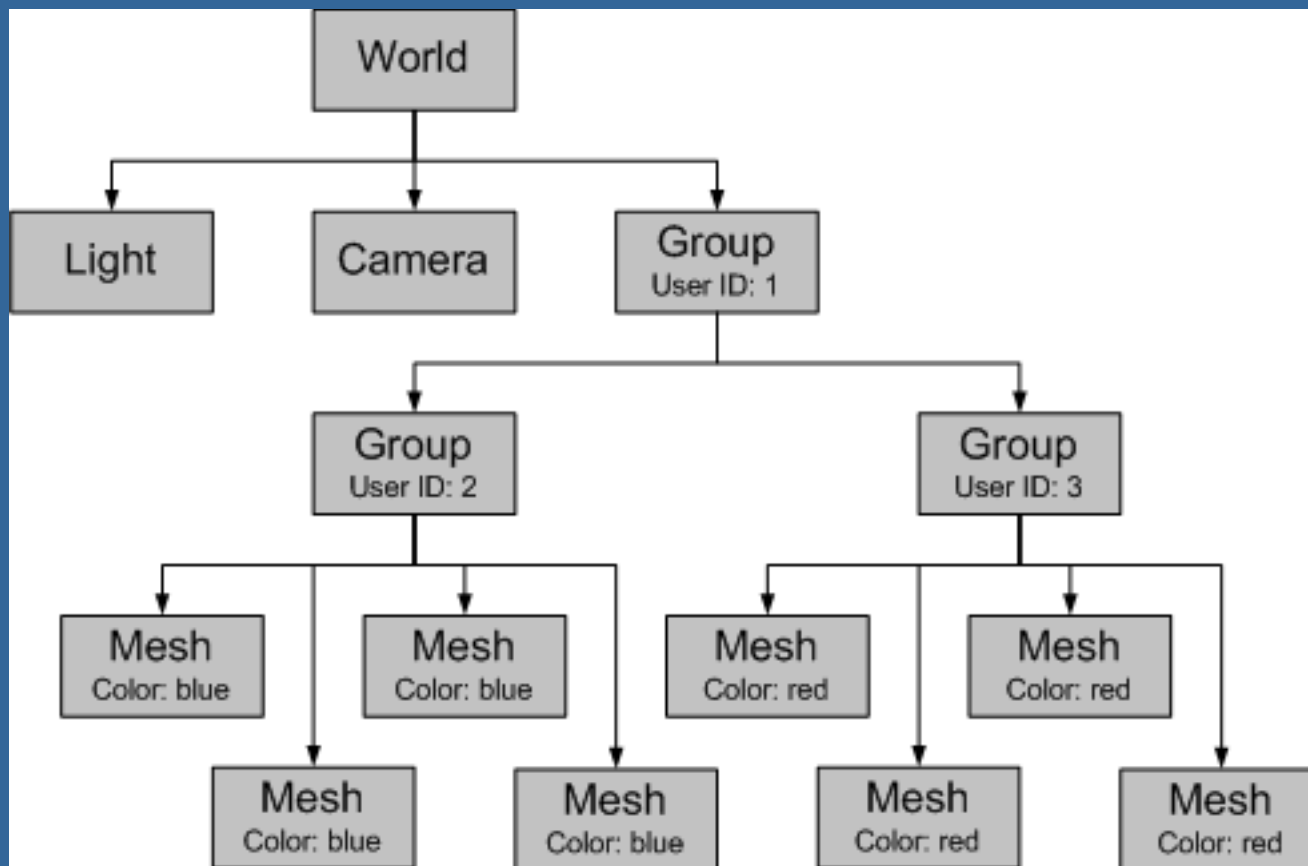 World
Light
Camera
Group
User ID: 1
Group
User ID: 2
Group
User ID: 3
Mesh
Color: blue
Mesh
Color: blue
Mesh
Color: red
Mesh
Color: red
Mesh
Color: blue
Mesh
Color: blue
Mesh
Color: red
Mesh
Color: red